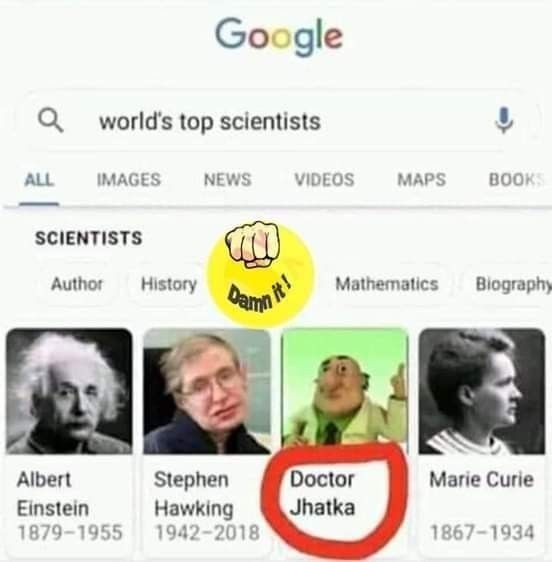 Google
world's top scientists
ALL IMAGES NEWS VIDEOS MAPS BOOKS
SCIENTISTS
Author History Mathematics Biography
Damn it!
Albert
Einstein
1879-1955
Stephen
Hawking
1942-2018
Doctor
Jhatka
Marie Curie
1867-1934